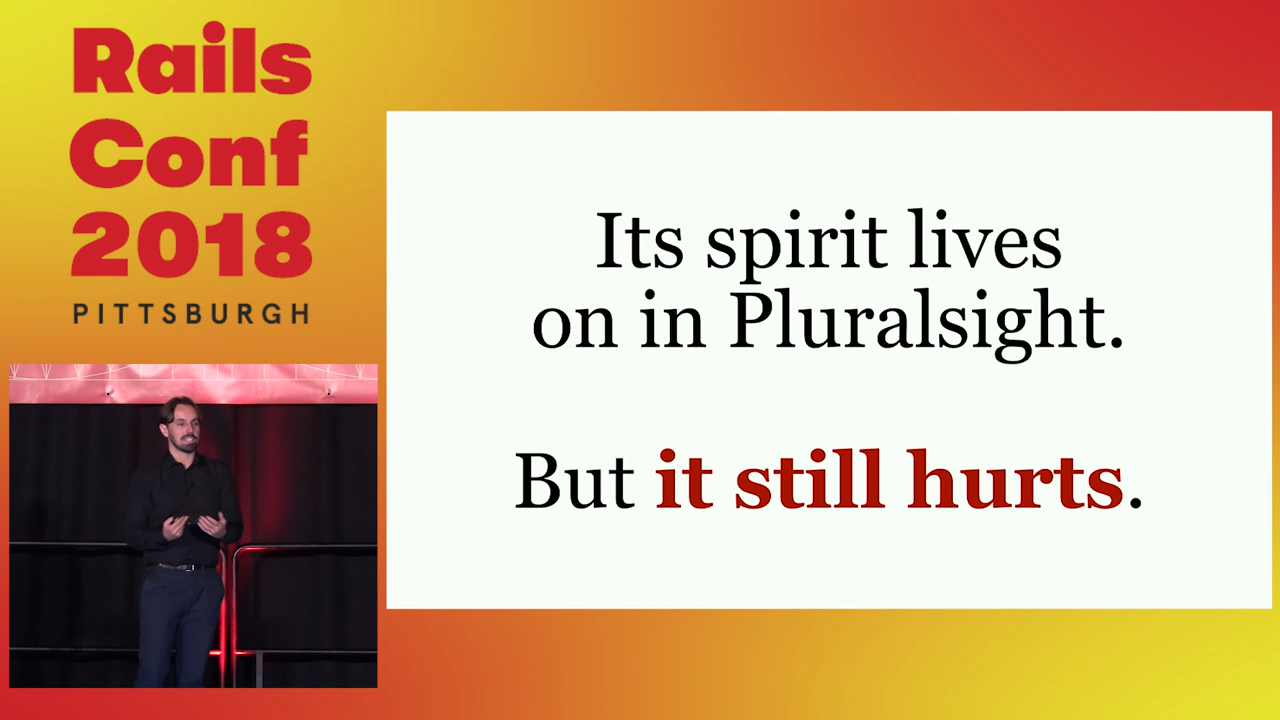 Rails
Conf
2018
PITTSBURGH
Its spirit lives
on in Pluralsight.
But it still hurts.